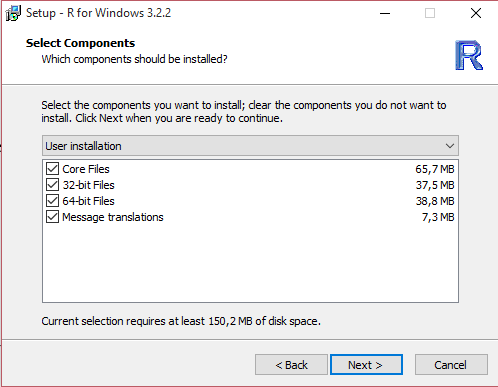 Setup - R for Windows 3.2.2
Select Components
Which components should be installed?
R
Select the components you want to install; clear the components you do not want to
install. Click Next when you are ready to continue.
User installation
Core Files 65,7 MB
32-bit Files 37,5 MB
64-bit Files 38,8 MB
Message translations 7,3 MB
Current selection requires at least 150,2 MB of disk space.
< Back Next > Cancel